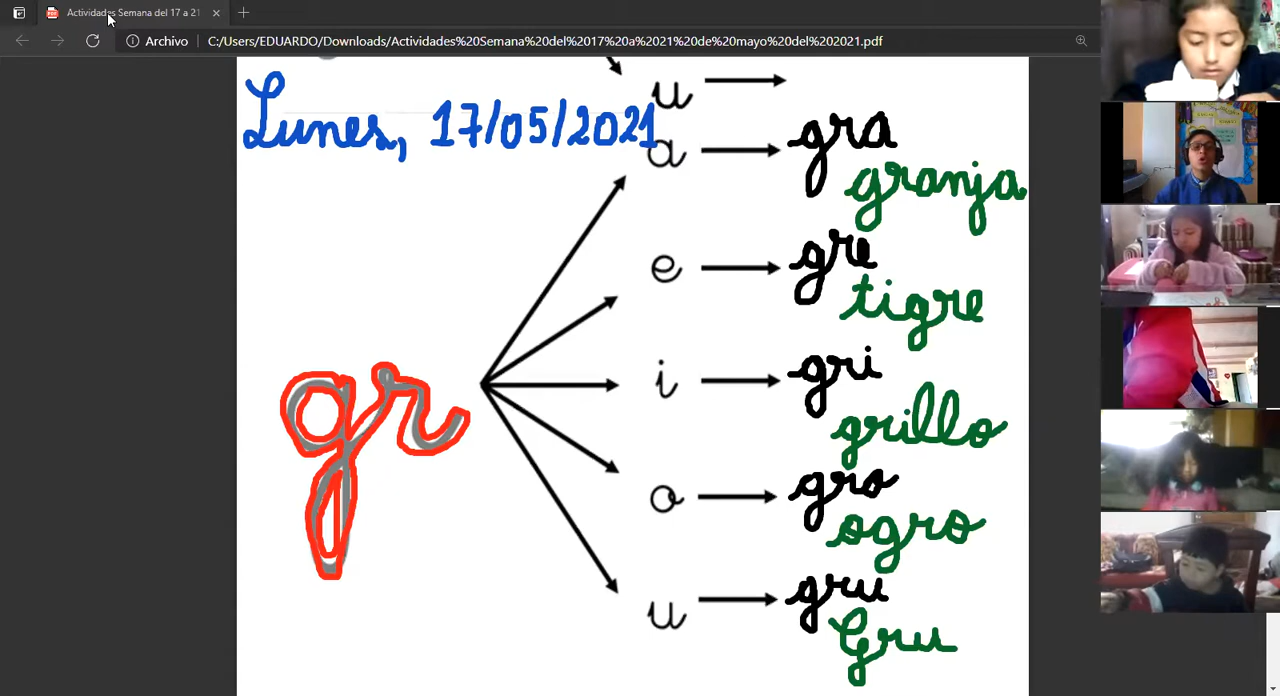 Actividades Semana del 17 a 21
Archivo
C:/Users/EDUARDO/Downloads/Actividades%20Semana%20del%2017%20a%2021%20de%20mayo%20del%202021.pdf
u
Lunes, 17/05/2021
a gra
granja
e gre
tigre
gr i gri
grillo
o gro
ogro
u gru
Gru